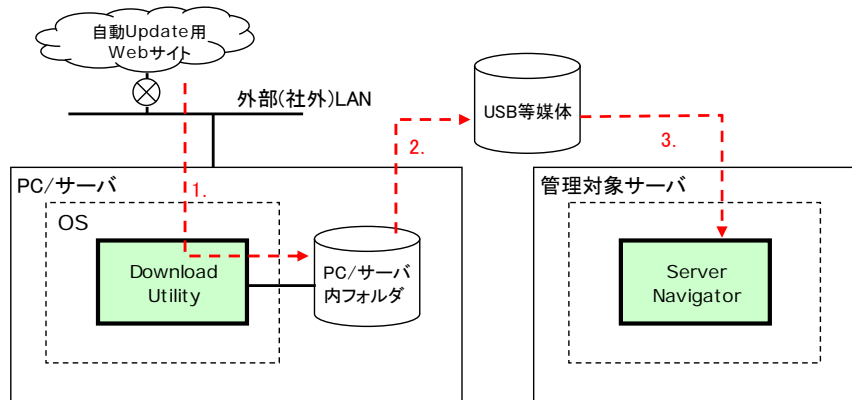 自動Update用
Webサイト
外部(社外)LAN
USB等媒体
2.
3.
PC/サーバ
1.
管理対象サーバ
OS
Download
Utility
PC/サーバ
内フォルダ
Server
Navigator